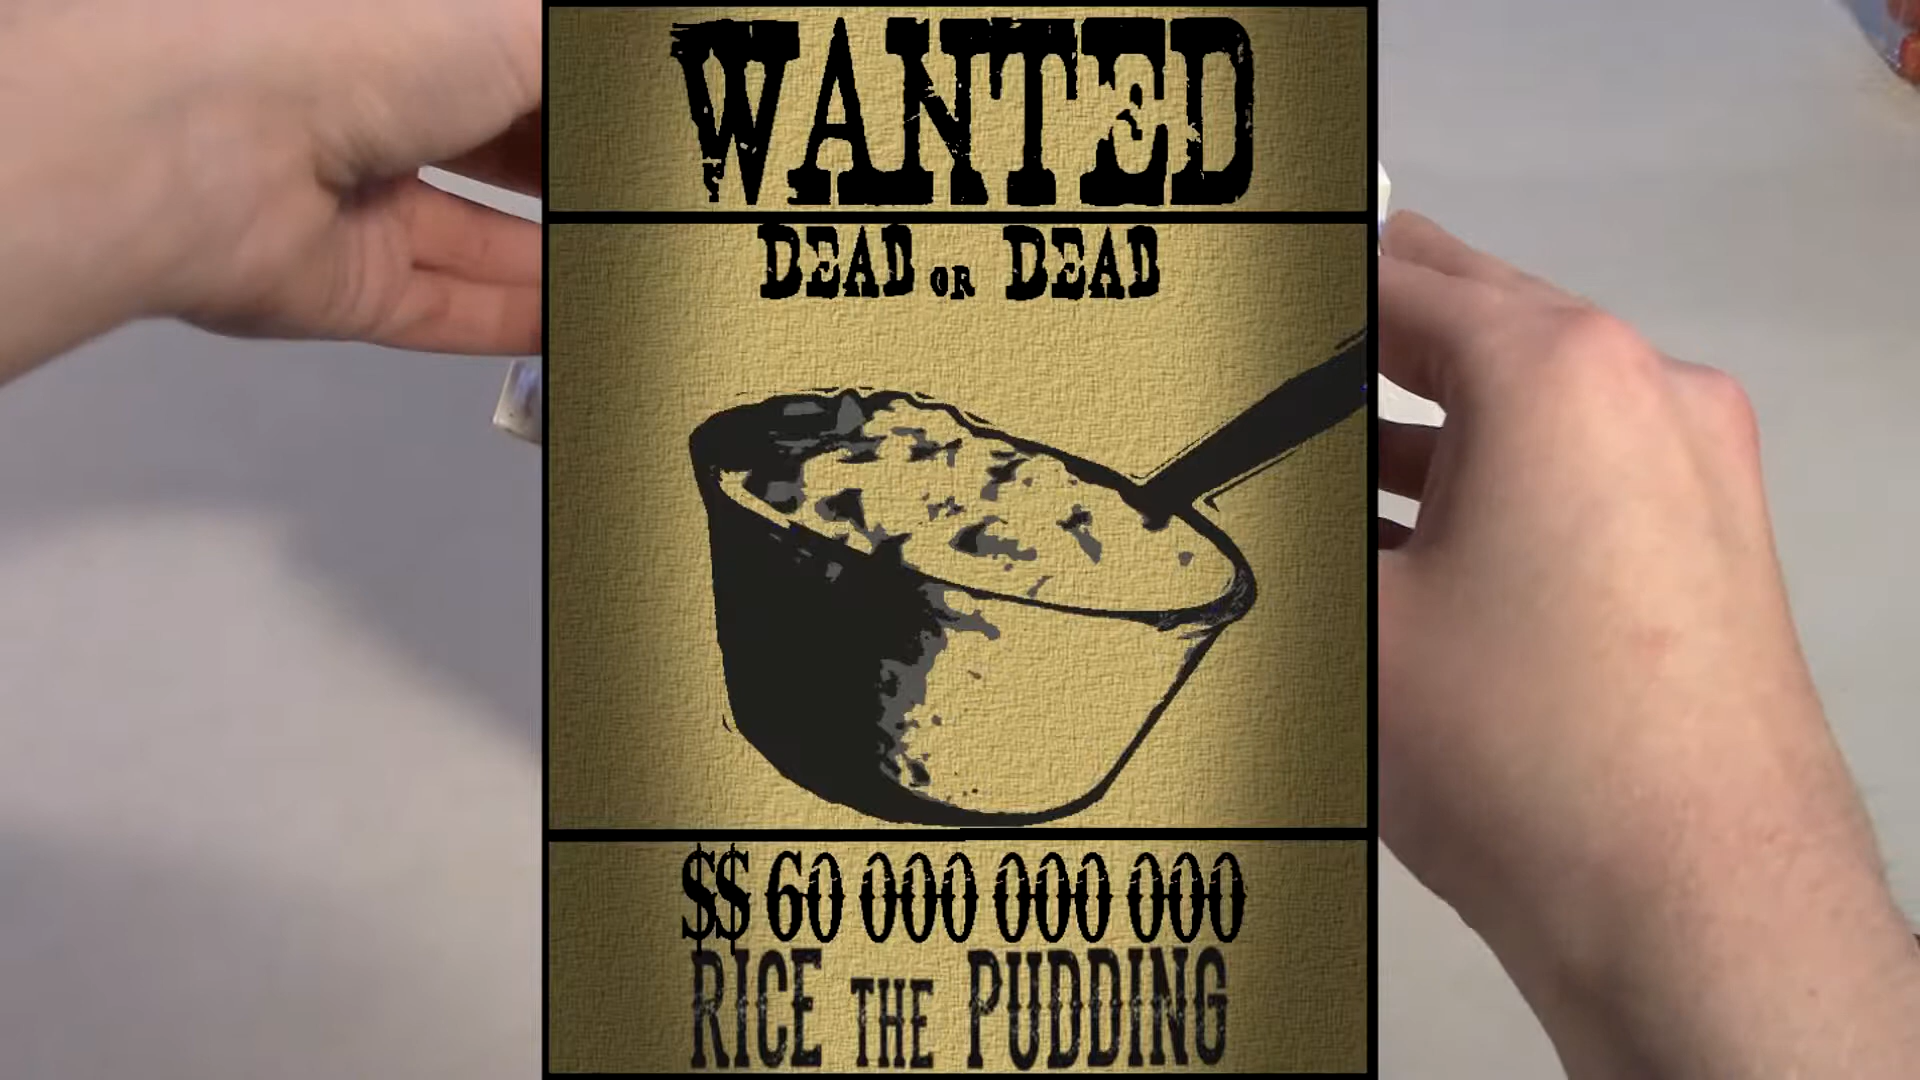 WANTED
DEAD OR DEAD
$$ 60 000 000 000
RICE THE PUDDING